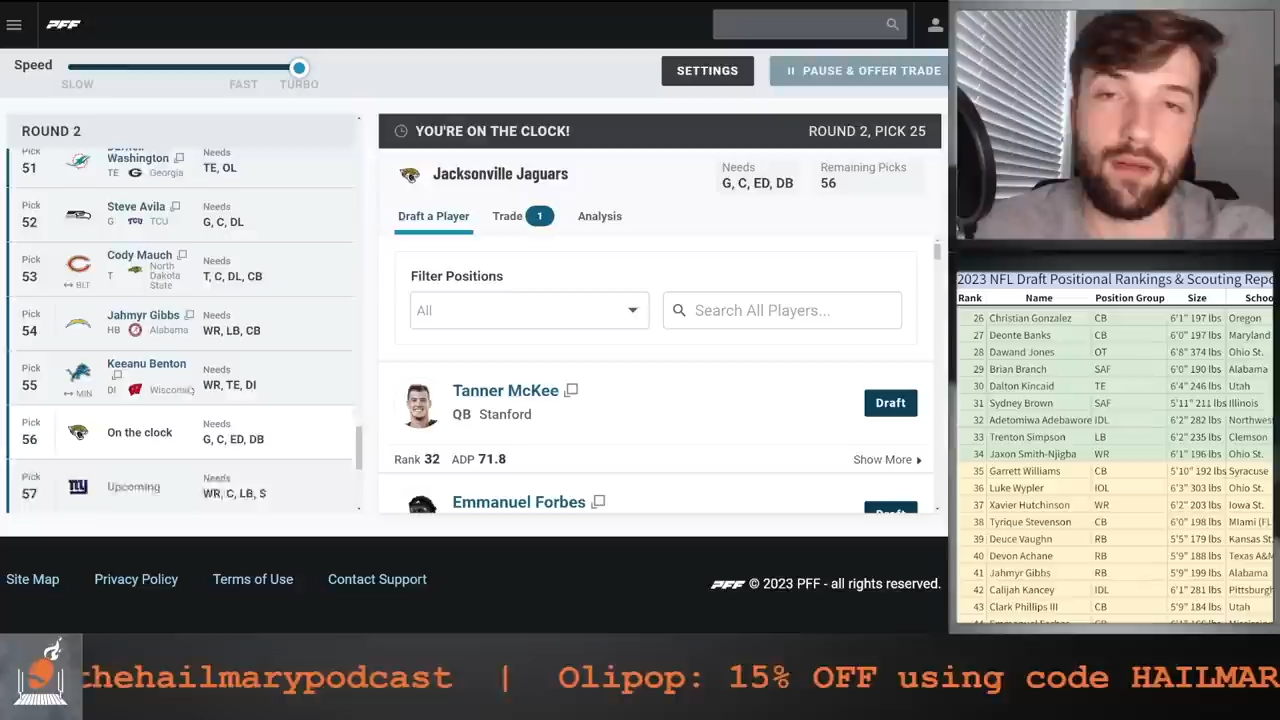 PFF
Speed
SLOW
FAST
TURBO
SETTINGS
PAUSE & OFFER TRADE
ROUND 2
Pick
51
Washington
TE
Georgia
Needs
TE, OL
Pick
52
Steve Avila
G
TCU
TCU
Needs
G, C, DL
Pick
53
BLT
Cody Mauch
T
North
Dakota
State
Needs
T, C, DL, CB
Pick
54
Jahmyr Gibbs
HB
Alabama
Needs
WR, LB, CB
Pick
55
MIN
Keeanu Benton
DI
Wisconsin
Needs
WR, TE, DI
Pick
56
On the clock
Needs
G, C, ED, DB
Pick
57
ny
Upcoming
Needs
WR, C, LB, S
YOU'RE ON THE CLOCK!
ROUND 2, PICK 25
Jacksonville Jaguars
Needs
G, C, ED, DB
Remaining Picks
56
Draft a Player
Trade 1
Analysis
Filter Positions
All
Search All Players...
Tanner McKee
QB Stanford
Draft
Rank 32 ADP 71.8
Show More
Emmanuel Forbes
Draft
Site Map
Privacy Policy
Terms of Use
Contact Support
PFF © 2023 PFF - all rights reserved.
2023 NFL Draft Positional Rankings & Scouting Repo
Rank Name Position Group Size Schoo
26 Christian Gonzalez CB 6'1" 197 lbs Oregon
27 Deonte Banks CB 6'0" 197 lbs Maryland
28 Dawand Jones OT 6'8" 374 lbs Ohio St.
29 Brian Branch SAF 6'0" 190 lbs Alabama
30 Dalton Kincaid TE 6'4" 246 lbs Utah
31 Sydney Brown SAF 5'11" 211 lbs Illinois
32 Adetomiwa Adebawore IDL 6'2" 282 lbs Northwes
33 Trenton Simpson LB 6'2" 235 lbs Clemson
34 Jaxon Smith-Njigba WR 6'1" 196 lbs Ohio St.
35 Garrett Williams CB 5'10" 192 lbs Syracuse
36 Luke Wypler IOL 6'3" 303 lbs Ohio St.
37 Xavier Hutchinson WR 6'2" 203 lbs Iowa St.
38 Tyrique Stevenson CB 6'0" 198 lbs MIami (FL
39 Deuce Vaughn RB 5'5" 179 lbs Kansas St.
40 Devon Achane RB 5'9" 188 lbs Texas A&M
41 Jahmyr Gibbs RB 5'9" 199 lbs Alabama
42 Calijah Kancey IDL 6'1" 281 lbs Pittsburgh
43 Clark Phillips III CB 5'9" 184 lbs Utah
thehailmarypodcast | Olipop: 15% OFF using code HAILMAR